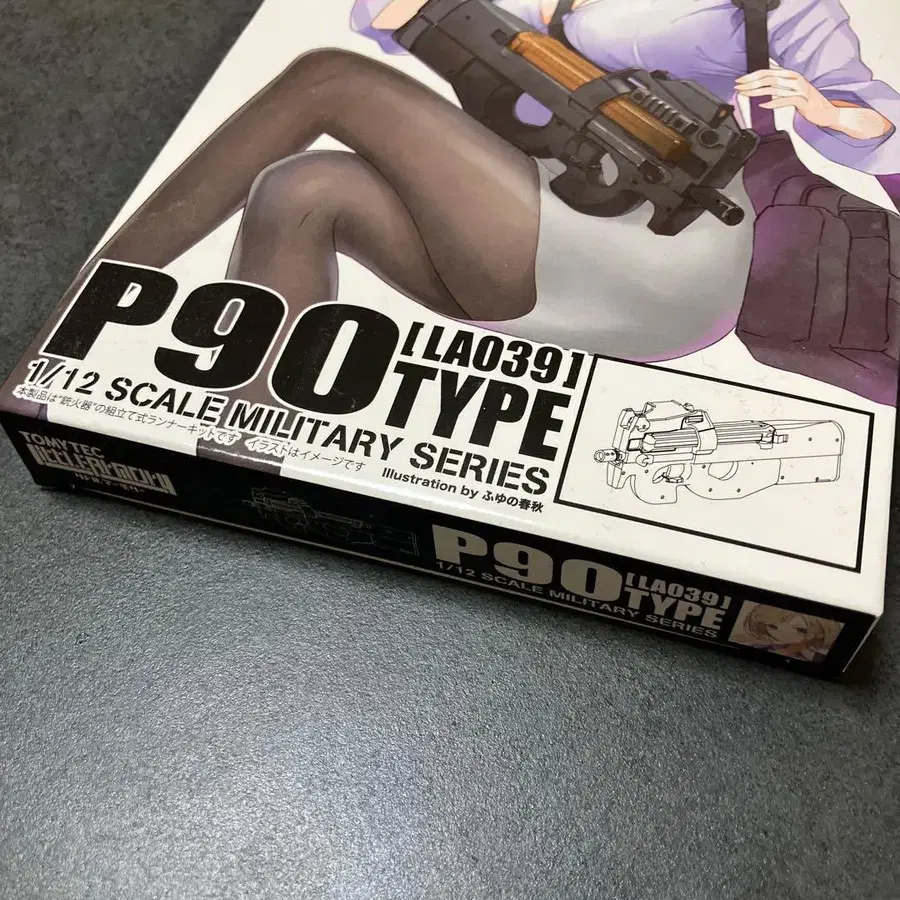 P90 [LA039] TYPE
1/12 SCALE MILITARY SERIES
本製品は"銃火器"の組立て式ランナーキットです イラストはイメージです
Illustration by ふゆの春秋
TOMYTEC
LITTLE ARMORY
P90 [LA039] TYPE
1/12 SCALE MILITARY SERIES